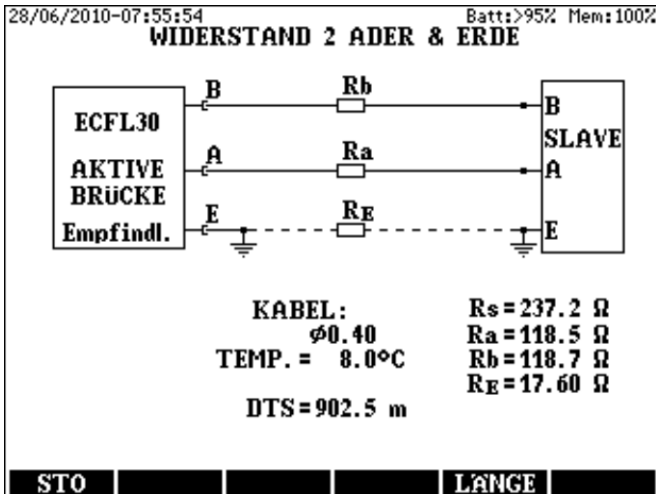 28/06/2010-07:55:54 Batt:>95% Mem:100%
WIDERSTAND 2 ADER & ERDE
B Rb B
ECFL30 SLAVE
A Ra A
AKTIVE
BRÜCKE
E RE E
Empfindl.
KABEL: Rs=237.2 Ω
φ0.40 Ra=118.5 Ω
TEMP.= 8.0°C Rb=118.7 Ω
RE=17.60 Ω
DTS=902.5 m
STO LÄNGE